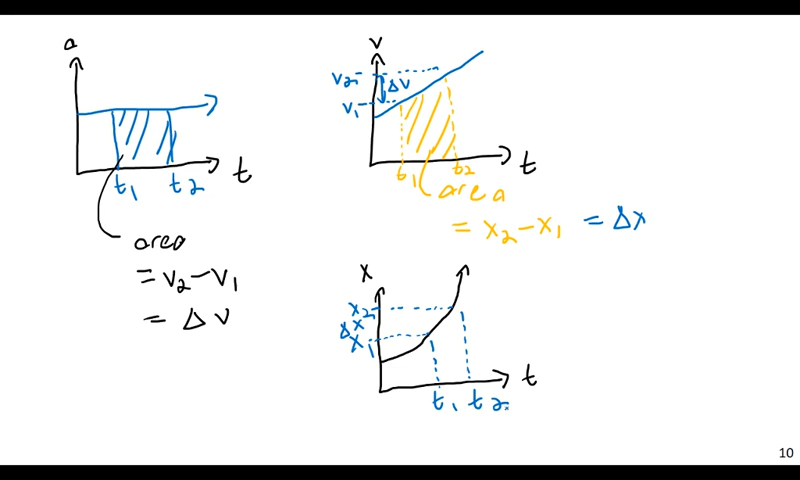 a
t
t₁ t₂
area
= v₂ – v₁
= Δ v
v
v₂
Δv
v₁
t
t₁ t₂
area
= x₂ – x₁ = Δx
x
x₂
Δx
x₁
t
t₁ t₂
10